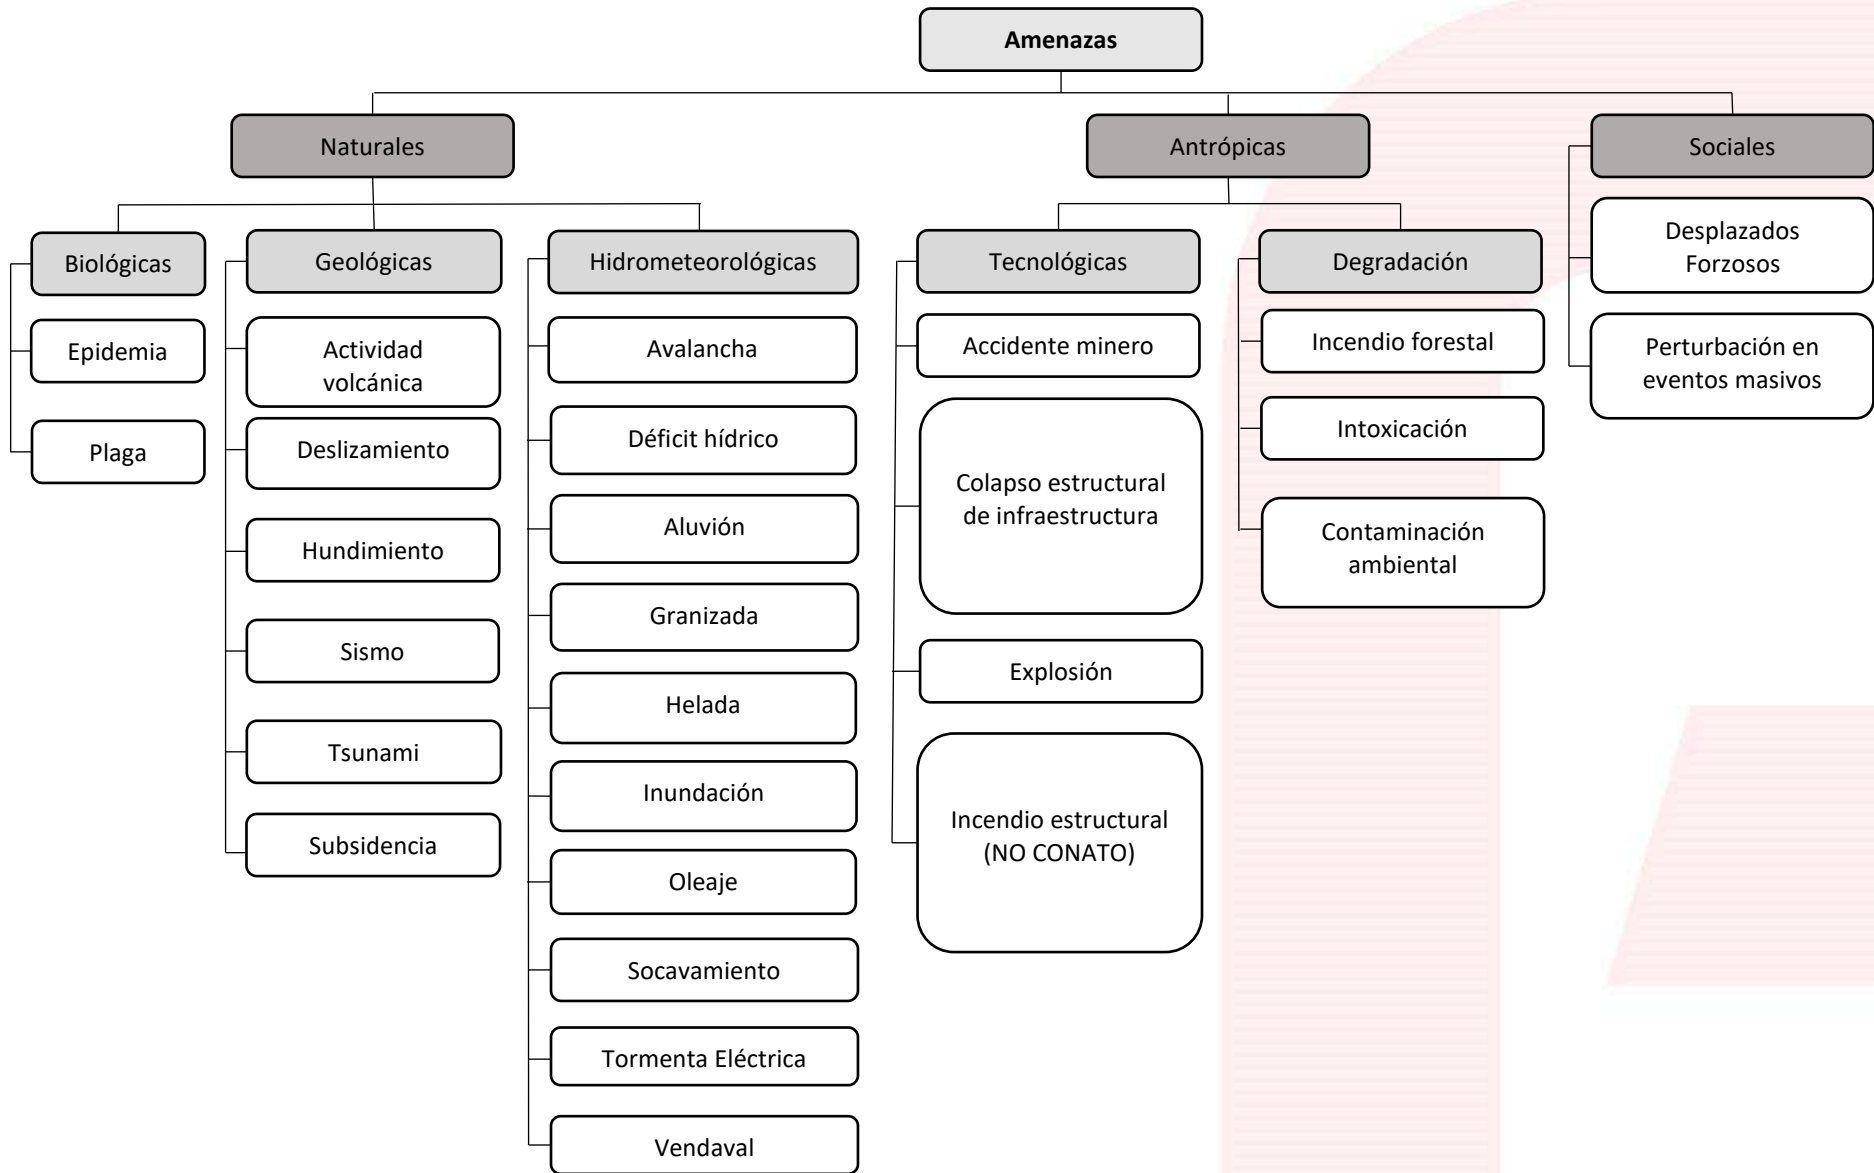 Amenazas
Naturales
Antrópicas
Sociales
Biológicas
Epidemia
Plaga
Geológicas
Actividad
volcánica
Deslizamiento
Hundimiento
Sismo
Tsunami
Subsidencia
Hidrometeorológicas
Avalancha
Déficit hídrico
Aluvión
Granizada
Helada
Inundación
Oleaje
Socavamiento
Tormenta Eléctrica
Vendaval
Tecnológicas
Accidente minero
Colapso estructural
de infraestructura
Explosión
Incendio estructural
(NO CONATO)
Degradación
Incendio forestal
Intoxicación
Contaminación
ambiental
Desplazados
Forzosos
Perturbación en
eventos masivos